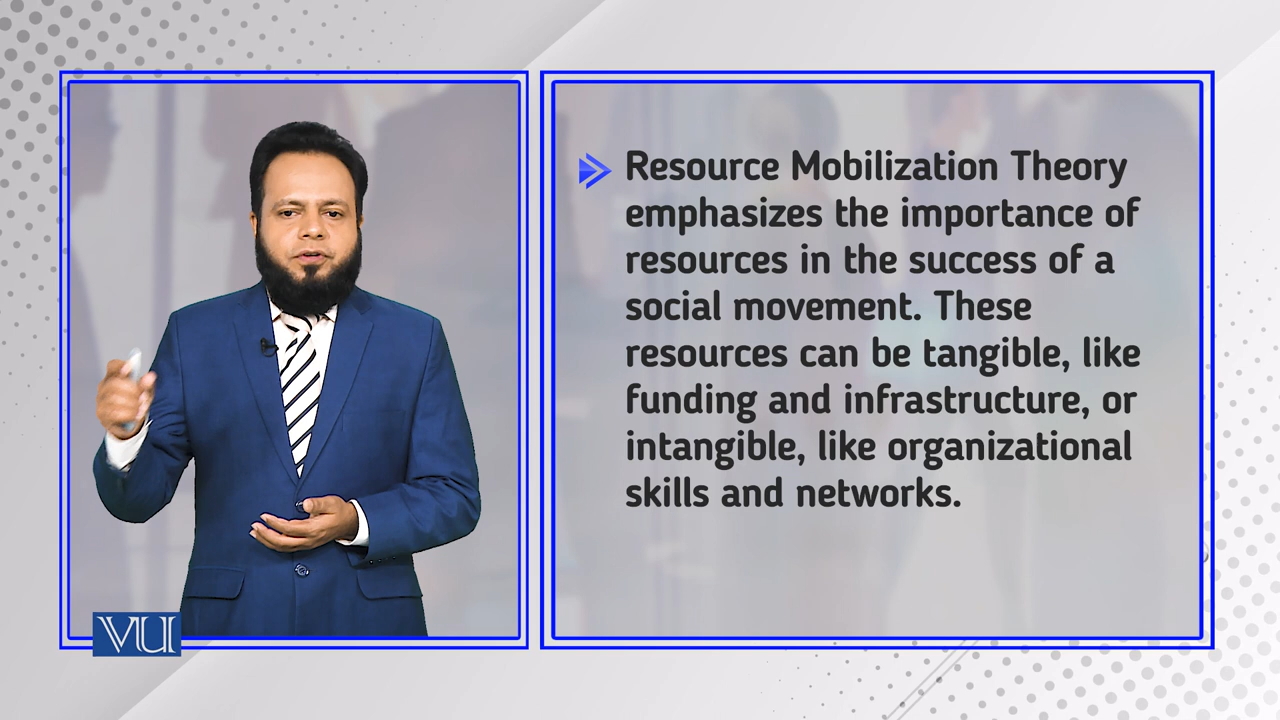 Resource Mobilization Theory
emphasizes the importance of
resources in the success of a
social movement. These
resources can be tangible, like
funding and infrastructure, or
intangible, like organizational
skills and networks.
VU